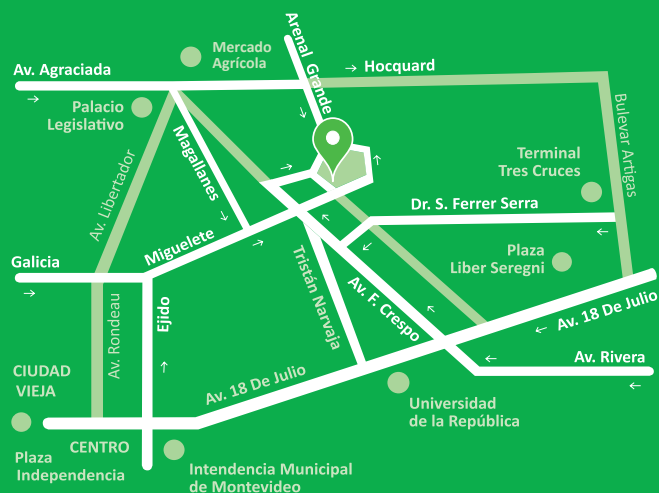 Arenal Grande
Mercado
Agrícola
Av. Agraciada
Hocquard
Palacio
Legislativo
Magallanes
Bulevar Artigas
Terminal
Tres Cruces
Av. Libertador
Dr. S. Ferrer Serra
Miguelete
Galicia
Plaza
Liber Seregni
Tristán Narvaja
Av. F. Crespo
Av. 18 De Julio
Ejido
Av. Rondeau
Av. Rivera
CIUDAD
VIEJA
Av. 18 De Julio
Universidad
de la República
CENTRO
Plaza
Independencia
Intendencia Municipal
de Montevideo